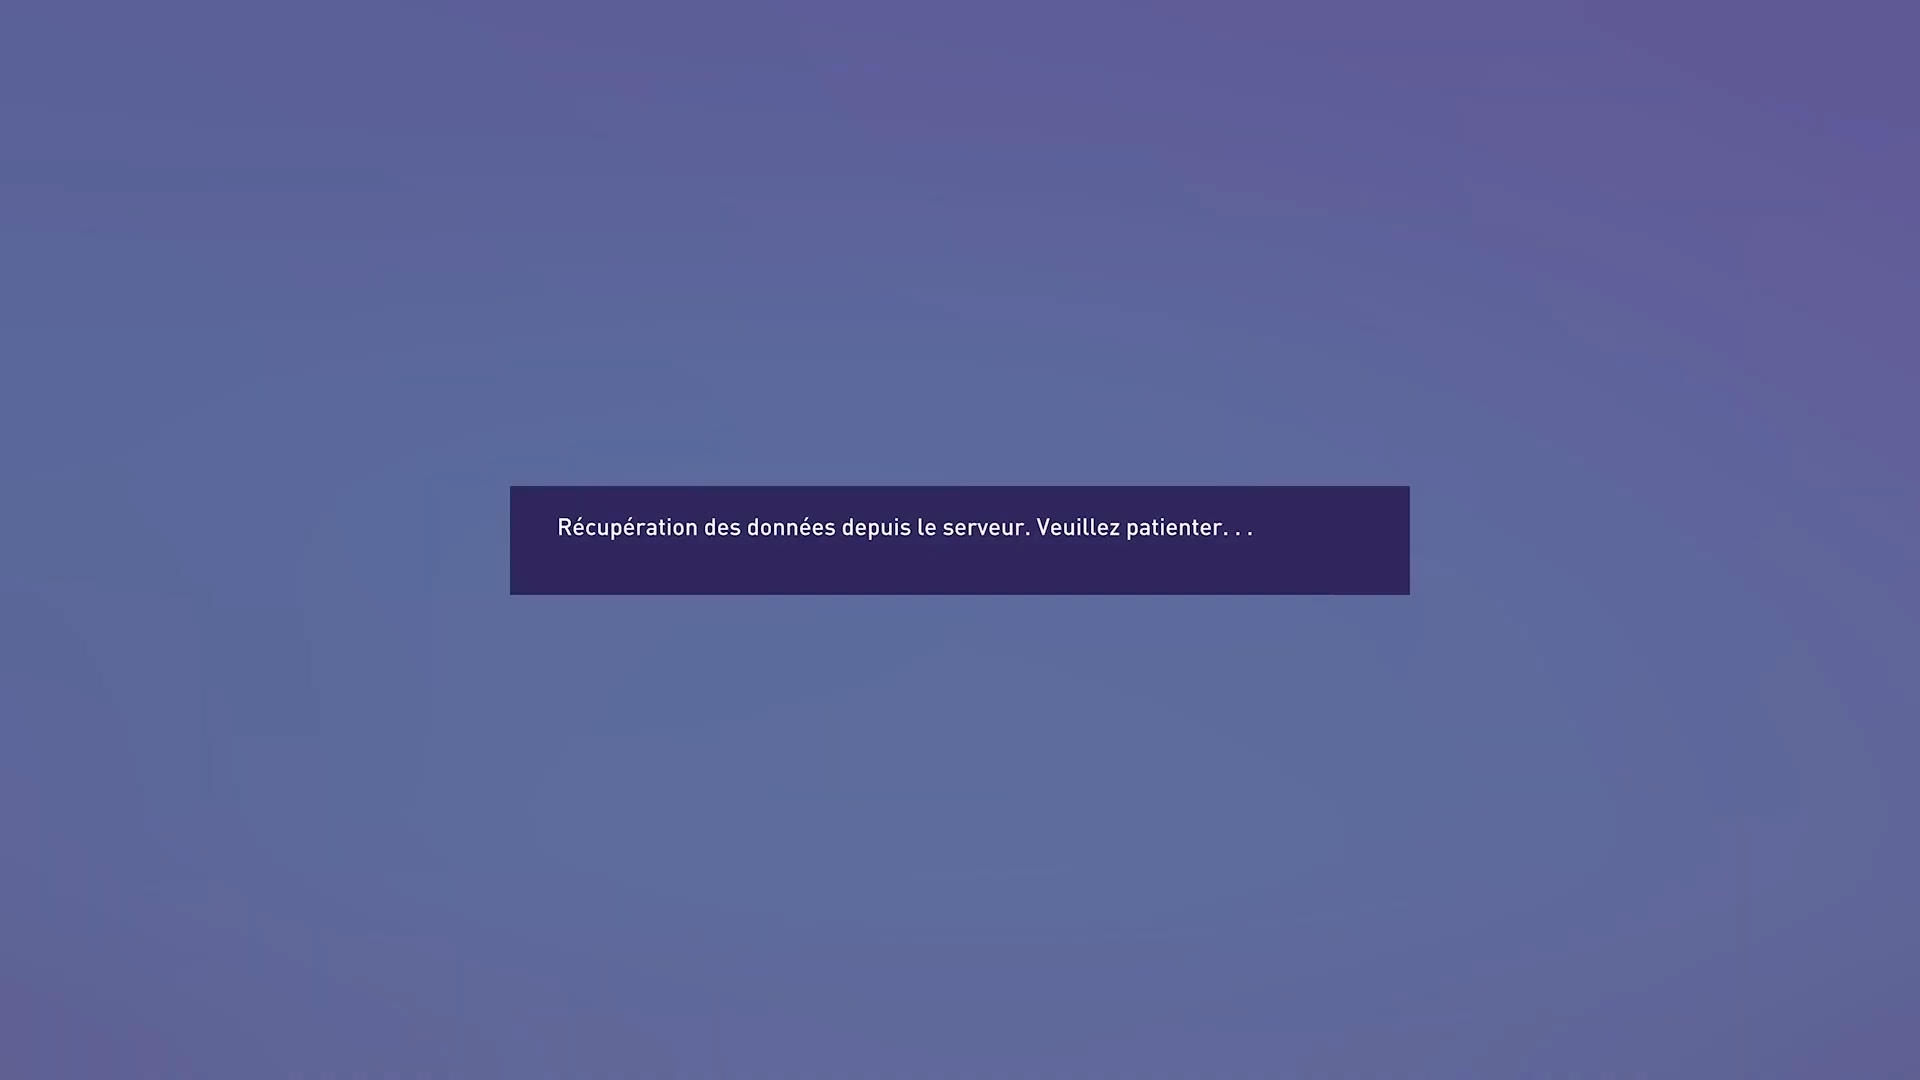 Récupération des données depuis le serveur. Veuillez patienter. . .